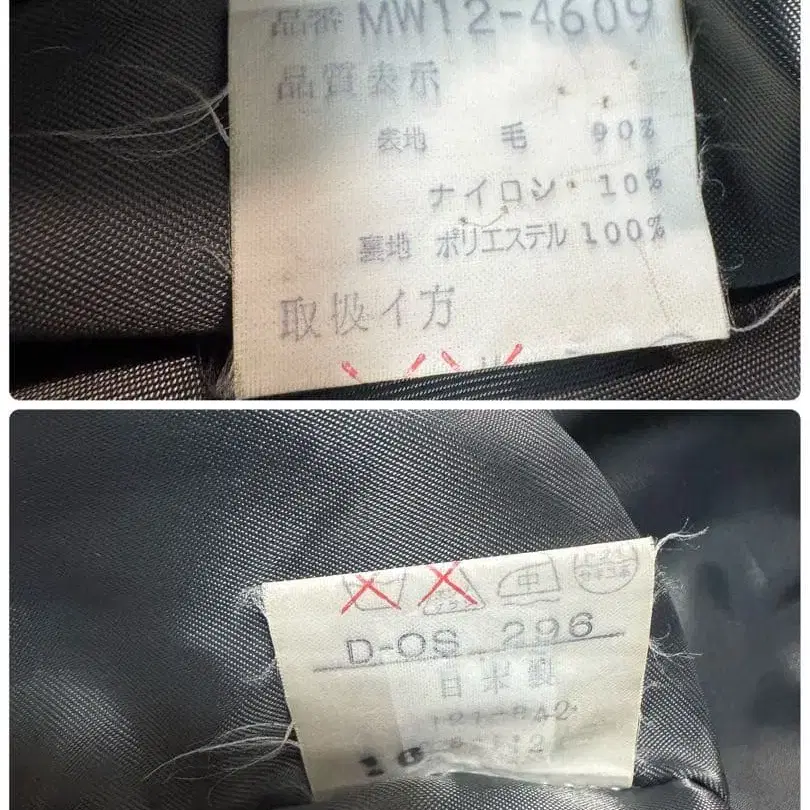 品番 MW12-4609
品質表示
表地 毛 90%
ナイロン 10%
裏地 ポリエステル 100%
取扱イ方
中
D-OS 296
日本製